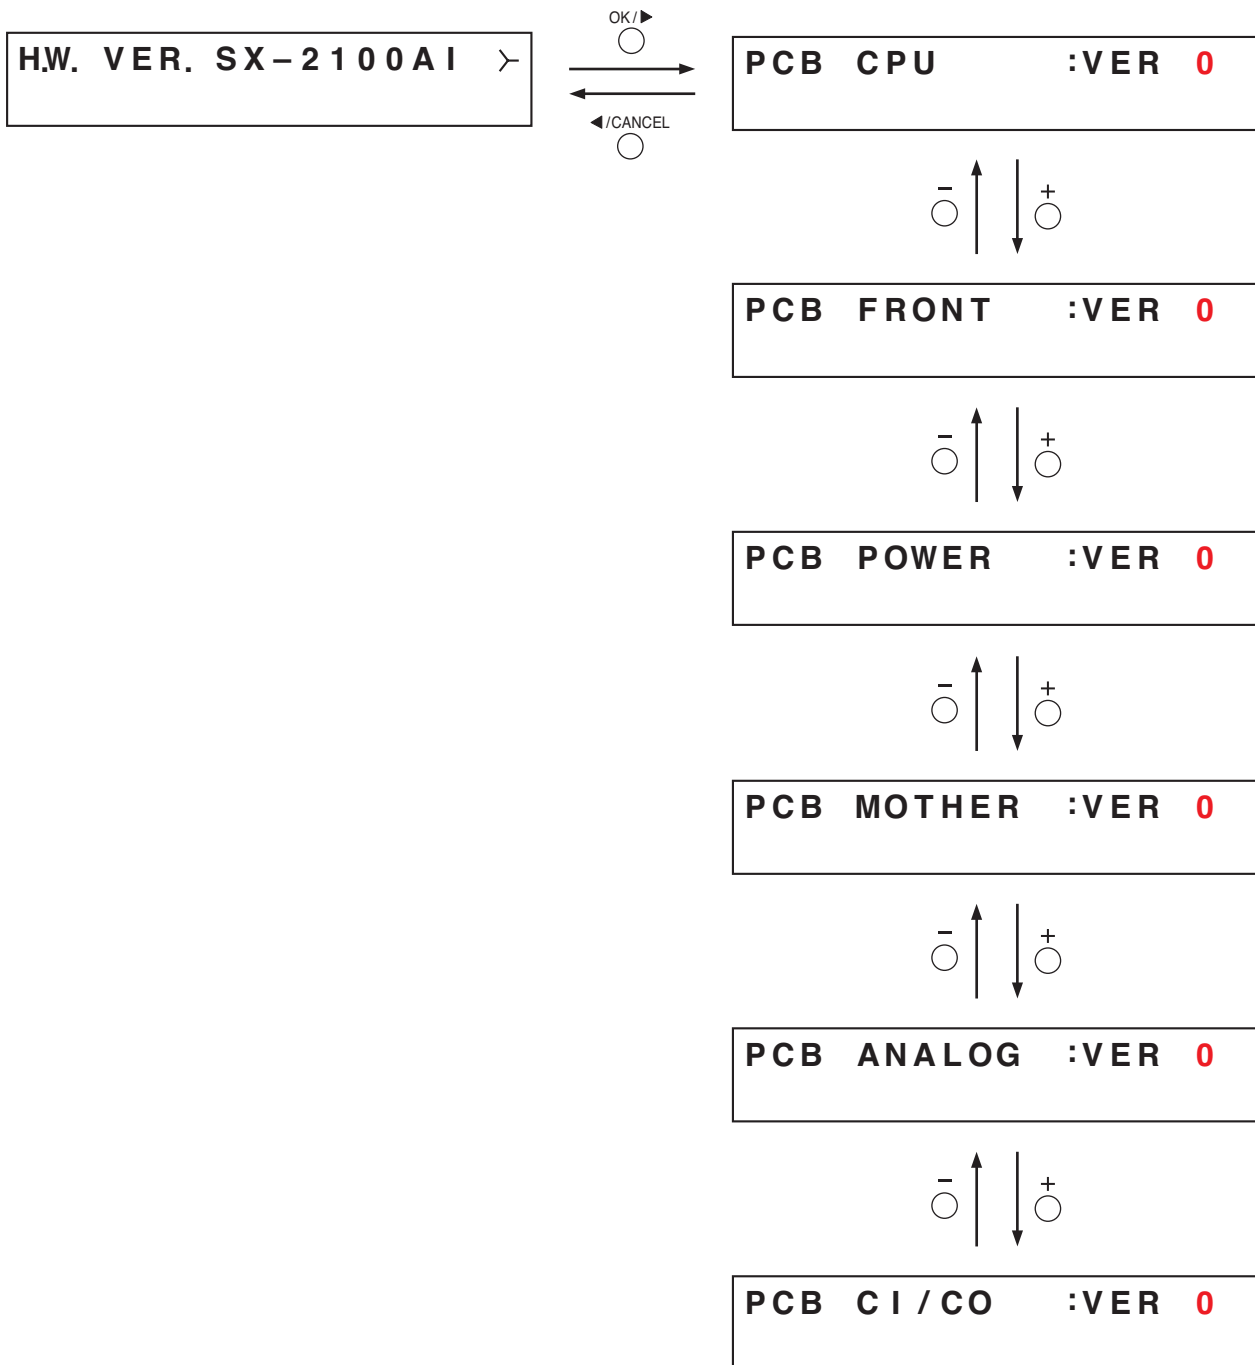 OK/▶
H.W. VER. SX–2100AI >-
PCB CPU :VER 0
◀/CANCEL
– +
PCB FRONT :VER 0
– +
PCB POWER :VER 0
– +
PCB MOTHER :VER 0
– +
PCB ANALOG :VER 0
– +
PCB CI/CO :VER 0